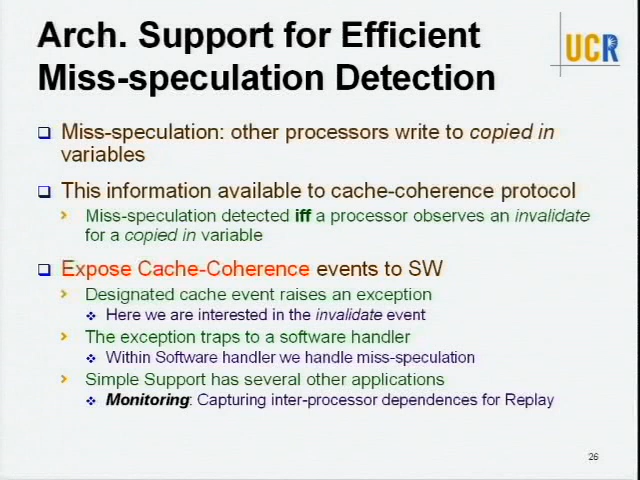 Arch. Support for Efficient
Miss-speculation Detection
UCR
Miss-speculation: other processors write to copied in
variables
This information available to cache-coherence protocol
Miss-speculation detected iff a processor observes an invalidate
for a copied in variable
Expose Cache-Coherence events to SW
Designated cache event raises an exception
Here we are interested in the invalidate event
The exception traps to a software handler
Within Software handler we handle miss-speculation
Simple Support has several other applications
Monitoring: Capturing inter-processor dependences for Replay
26